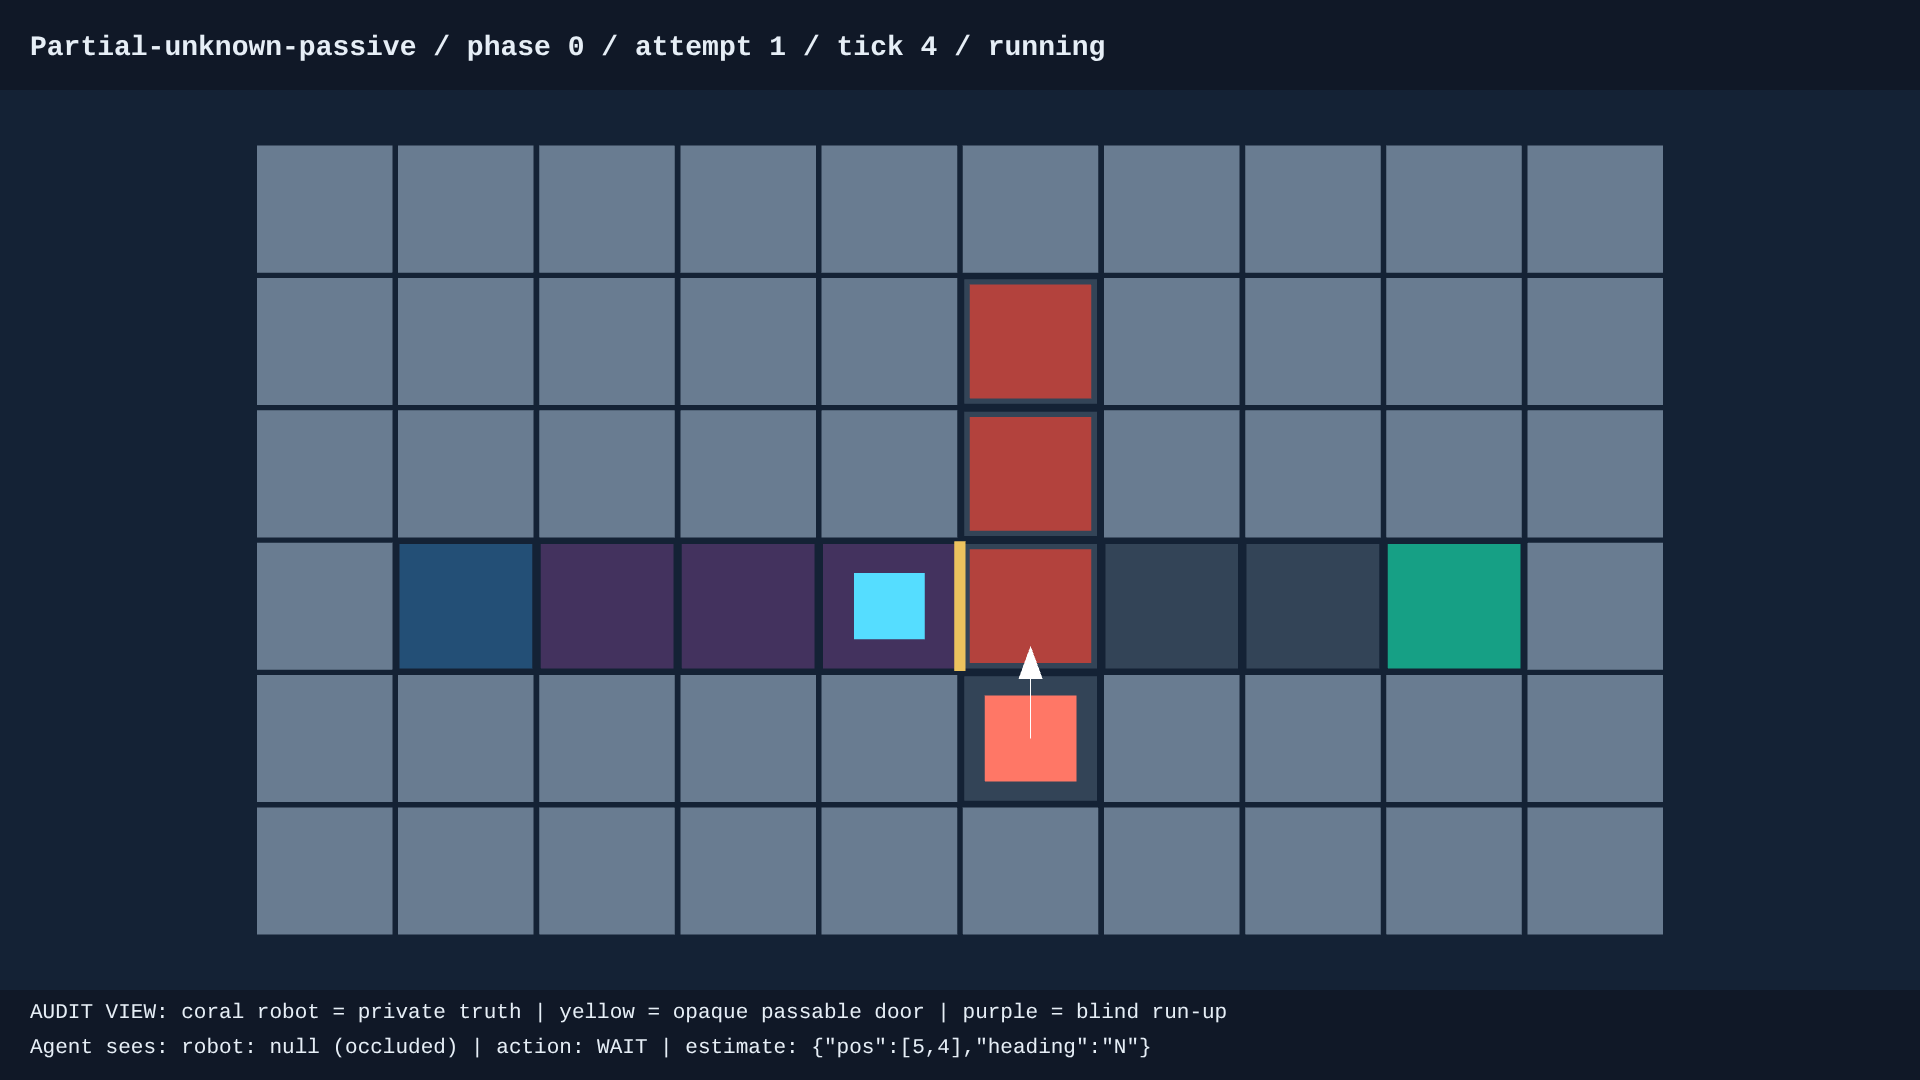 Partial-unknown-passive / phase 0 / attempt 1 / tick 4 / running
AUDIT VIEW: coral robot = private truth | yellow = opaque passable door | purple = blind run-up
Agent sees: robot: null (occluded) | action: WAIT | estimate: {"pos":[5,4],"heading":"N"}